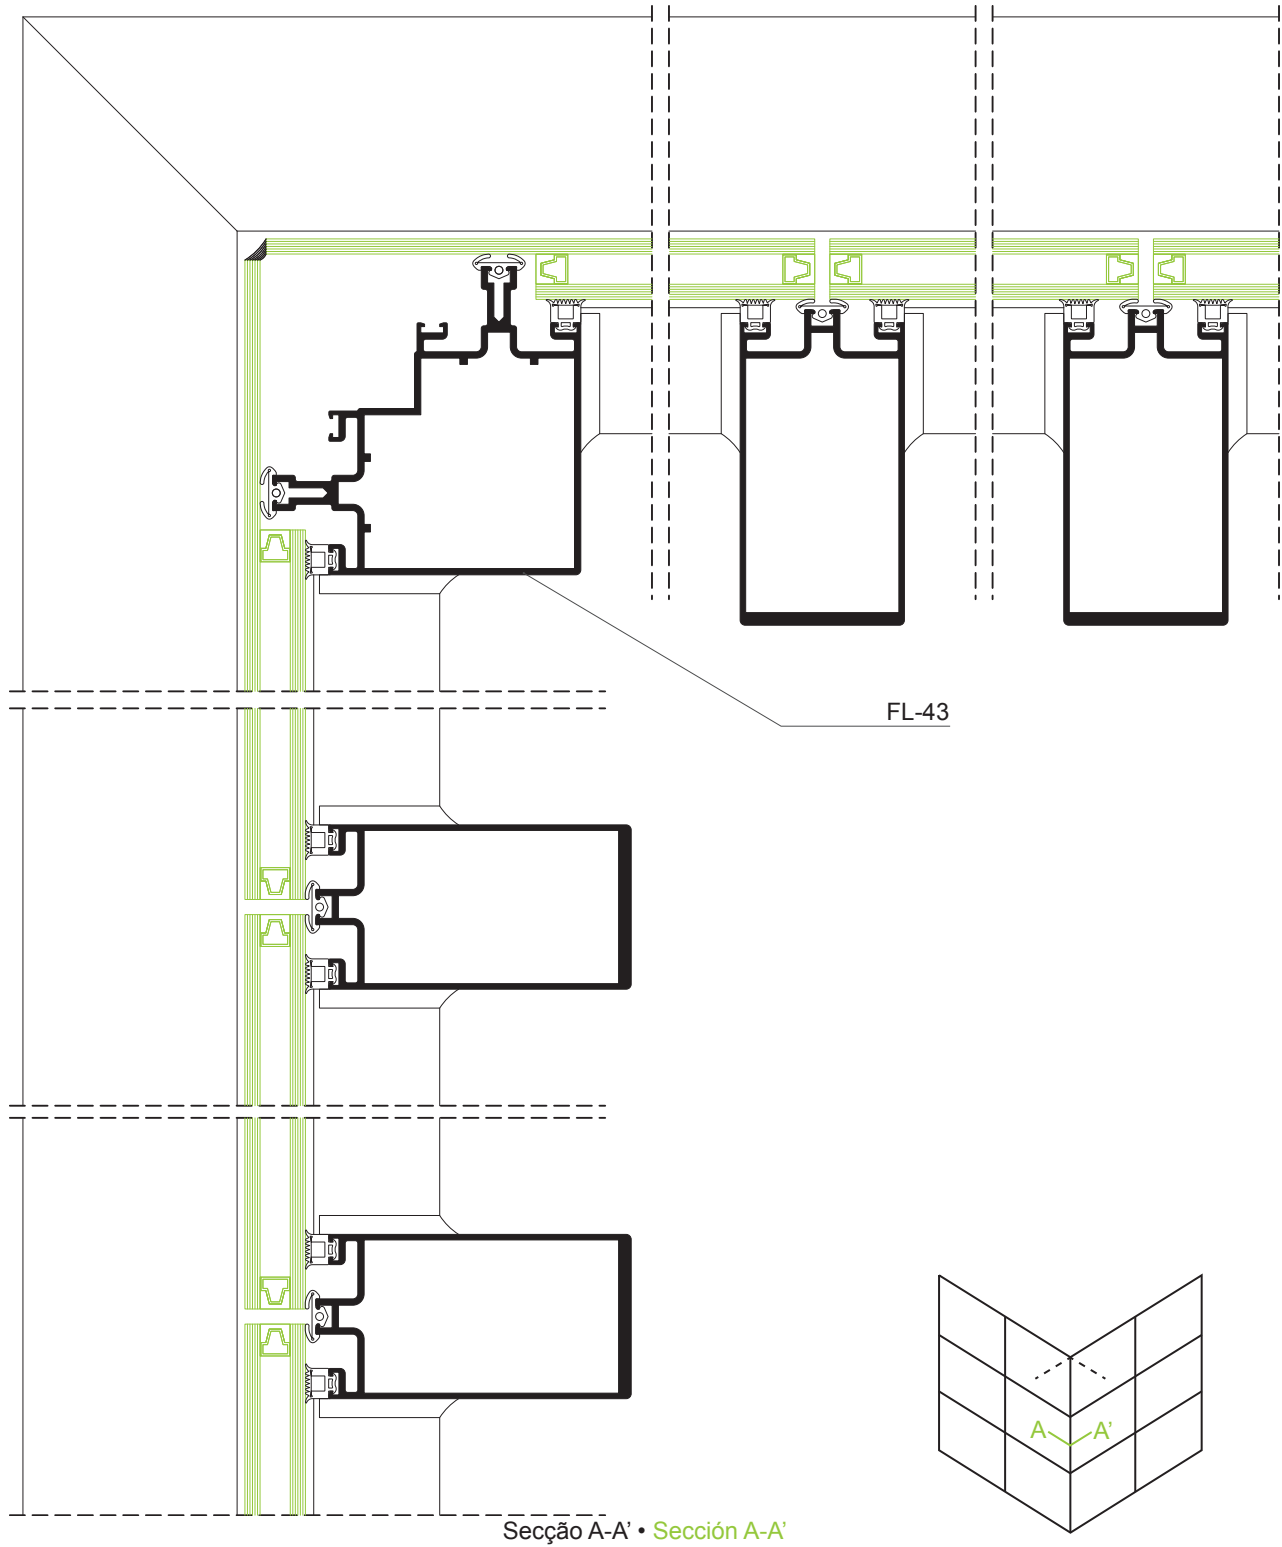 FL-43
A A’
Secção A-A’ • Sección A-A’